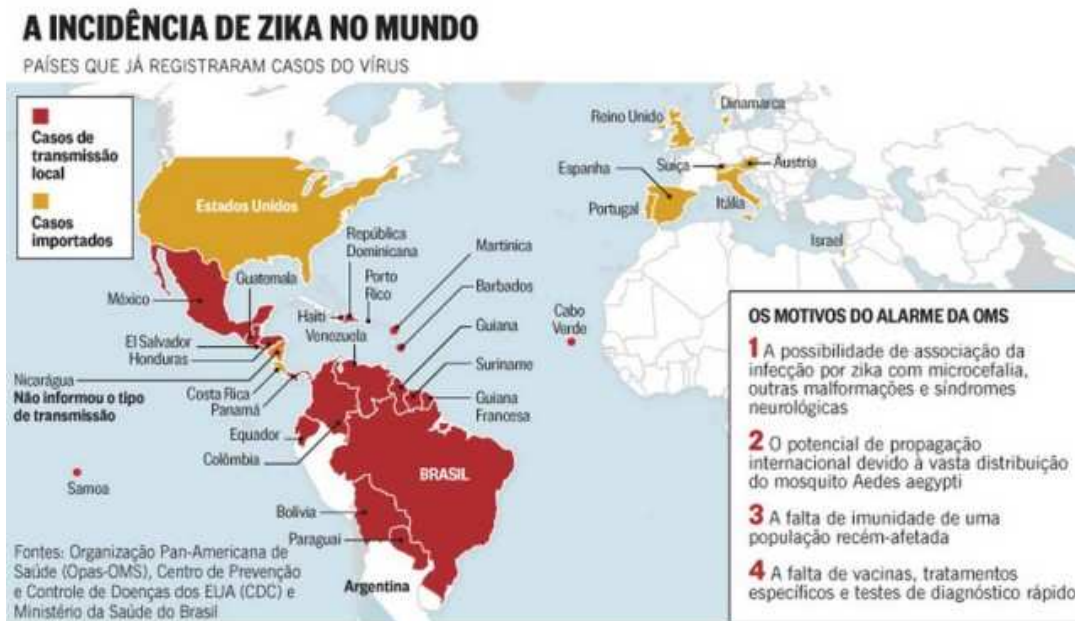 A INCIDÊNCIA DE ZIKA NO MUNDO
PAÍSES QUE JÁ REGISTRARAM CASOS DO VÍRUS
Casos de
transmissão
local
Casos
importados
Estados Unidos
México
Guatemala
El Salvador
Honduras
Nicarágua
Não informou o tipo
de transmissão
Costa Rica
Panamá
Haiti
República
Dominicana
Porto
Rico
Martinica
Barbados
Venezuela
Guiana
Suriname
Guiana
Francesa
Equador
Colômbia
BRASIL
Bolívia
Paraguai
Argentina
Samoa
Cabo
Verde
Reino Unido
Dinamarca
Espanha
Suíça
Áustria
Portugal
Itália
Israel
OS MOTIVOS DO ALARME DA OMS
1 A possibilidade de associação da
infecção por zika com microcefalia,
outras malformações e síndromes
neurológicas
2 O potencial de propagação
internacional devido à vasta distribuição
do mosquito Aedes aegypti
3 A falta de imunidade de uma
população recém-afetada
4 A falta de vacinas, tratamentos
específicos e testes de diagnóstico rápido
Fontes: Organização Pan-Americana de
Saúde (Opas-OMS), Centro de Prevenção
e Controle de Doenças dos EUA (CDC) e
Ministério da Saúde do Brasil